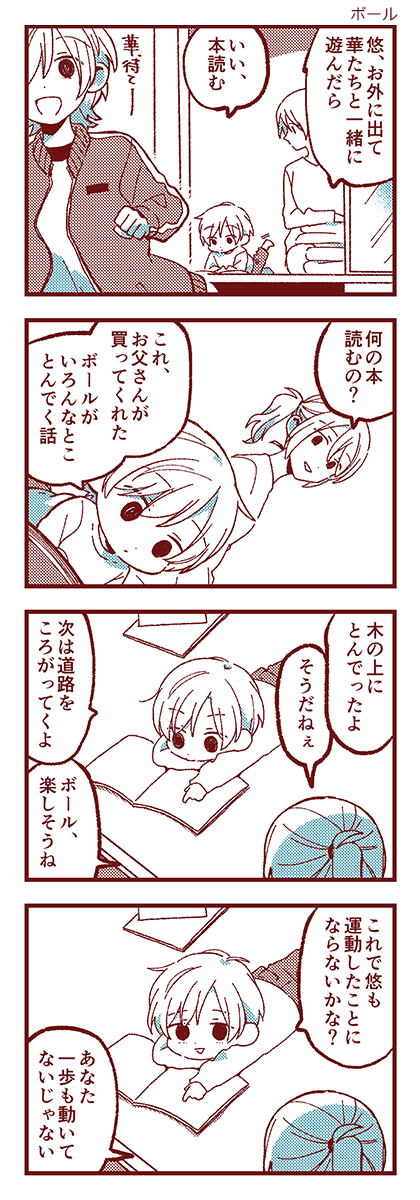 ボール
悠、お外に出て
華たちと一緒に
遊んだら
いい、
本読む
華、待てー
何の本
読むの？
これ、
お父さんが
買ってくれた
ボールが
いろんなとこ
とんでく話
木の上に
とんでったよ
そうだねぇ
次は道路を
ころがってくよ
ボール、
楽しそうね
これで悠も
運動したことに
ならないかな？
あなた
一歩も動いて
ないじゃない